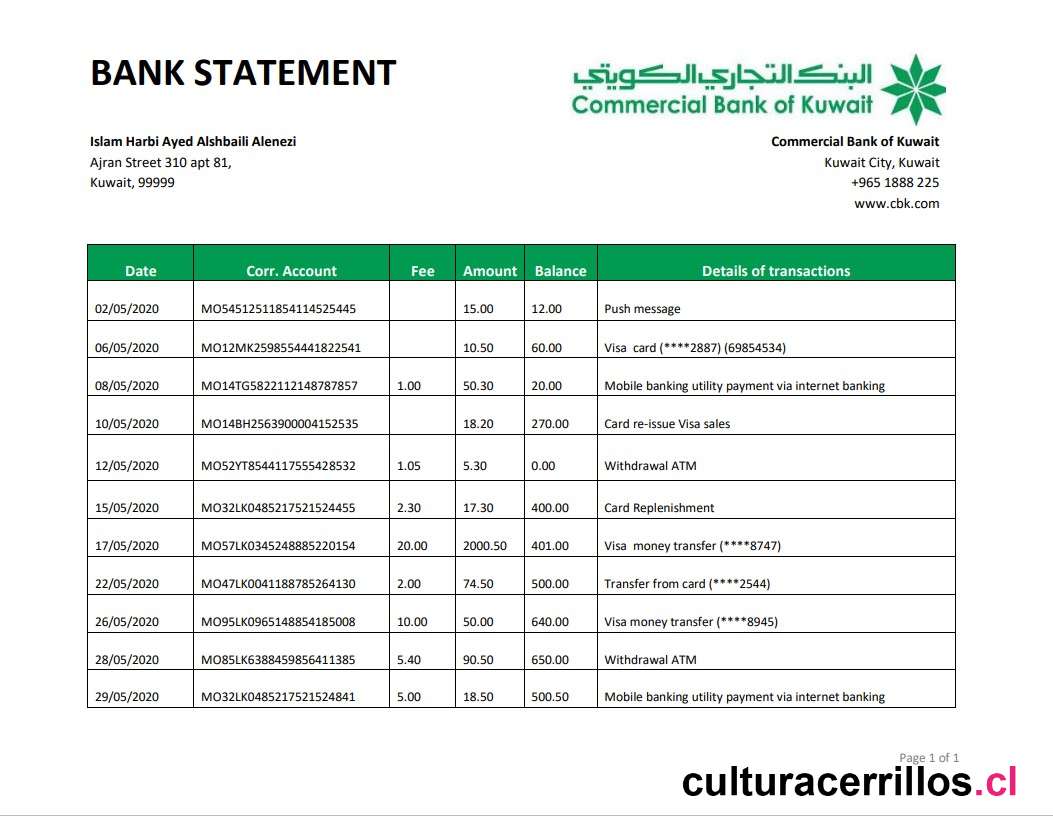 BANK STATEMENT
البنك التجاري الكويتي
Commercial Bank of Kuwait
Islam Harbi Ayed Alshbaili Alenezi
Ajran Street 310 apt 81,
Kuwait, 99999
Commercial Bank of Kuwait
Kuwait City, Kuwait
+965 1888 225
www.cbk.com
Date Corr. Account Fee Amount Balance Details of transactions
02/05/2020 MO54512511854114525445 15.00 12.00 Push message
06/05/2020 MO12MK2598554441822541 10.50 60.00 Visa card (****2887) (69854534)
08/05/2020 MO14TG5822112148787857 1.00 50.30 20.00 Mobile banking utility payment via internet banking
10/05/2020 MO14BH2563900004152535 18.20 270.00 Card re-issue Visa sales
12/05/2020 MO52YT8544117555428532 1.05 5.30 0.00 Withdrawal ATM
15/05/2020 MO32LK0485217521524455 2.30 17.30 400.00 Card Replenishment
17/05/2020 MO57LK0345248885220154 20.00 2000.50 401.00 Visa money transfer (****8747)
22/05/2020 MO47LK0041188785264130 2.00 74.50 500.00 Transfer from card (****2544)
26/05/2020 MO95LK0965148854185008 10.00 50.00 640.00 Visa money transfer (****8945)
28/05/2020 MO85LK6388459856411385 5.40 90.50 650.00 Withdrawal ATM
29/05/2020 MO32LK0485217521524841 5.00 18.50 500.50 Mobile banking utility payment via internet banking
Page 1 of 1
culturacerrillos.cl